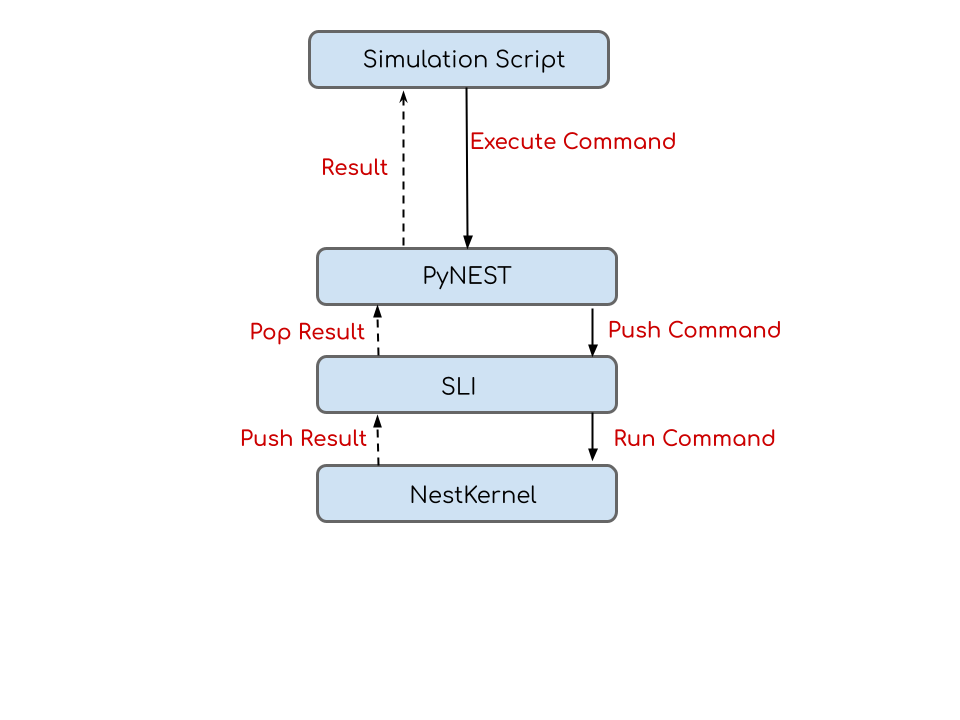 Simulation Script
Execute Command
Result
PyNEST
Pop Result
Push Command
SLI
Push Result
Run Command
NestKernel